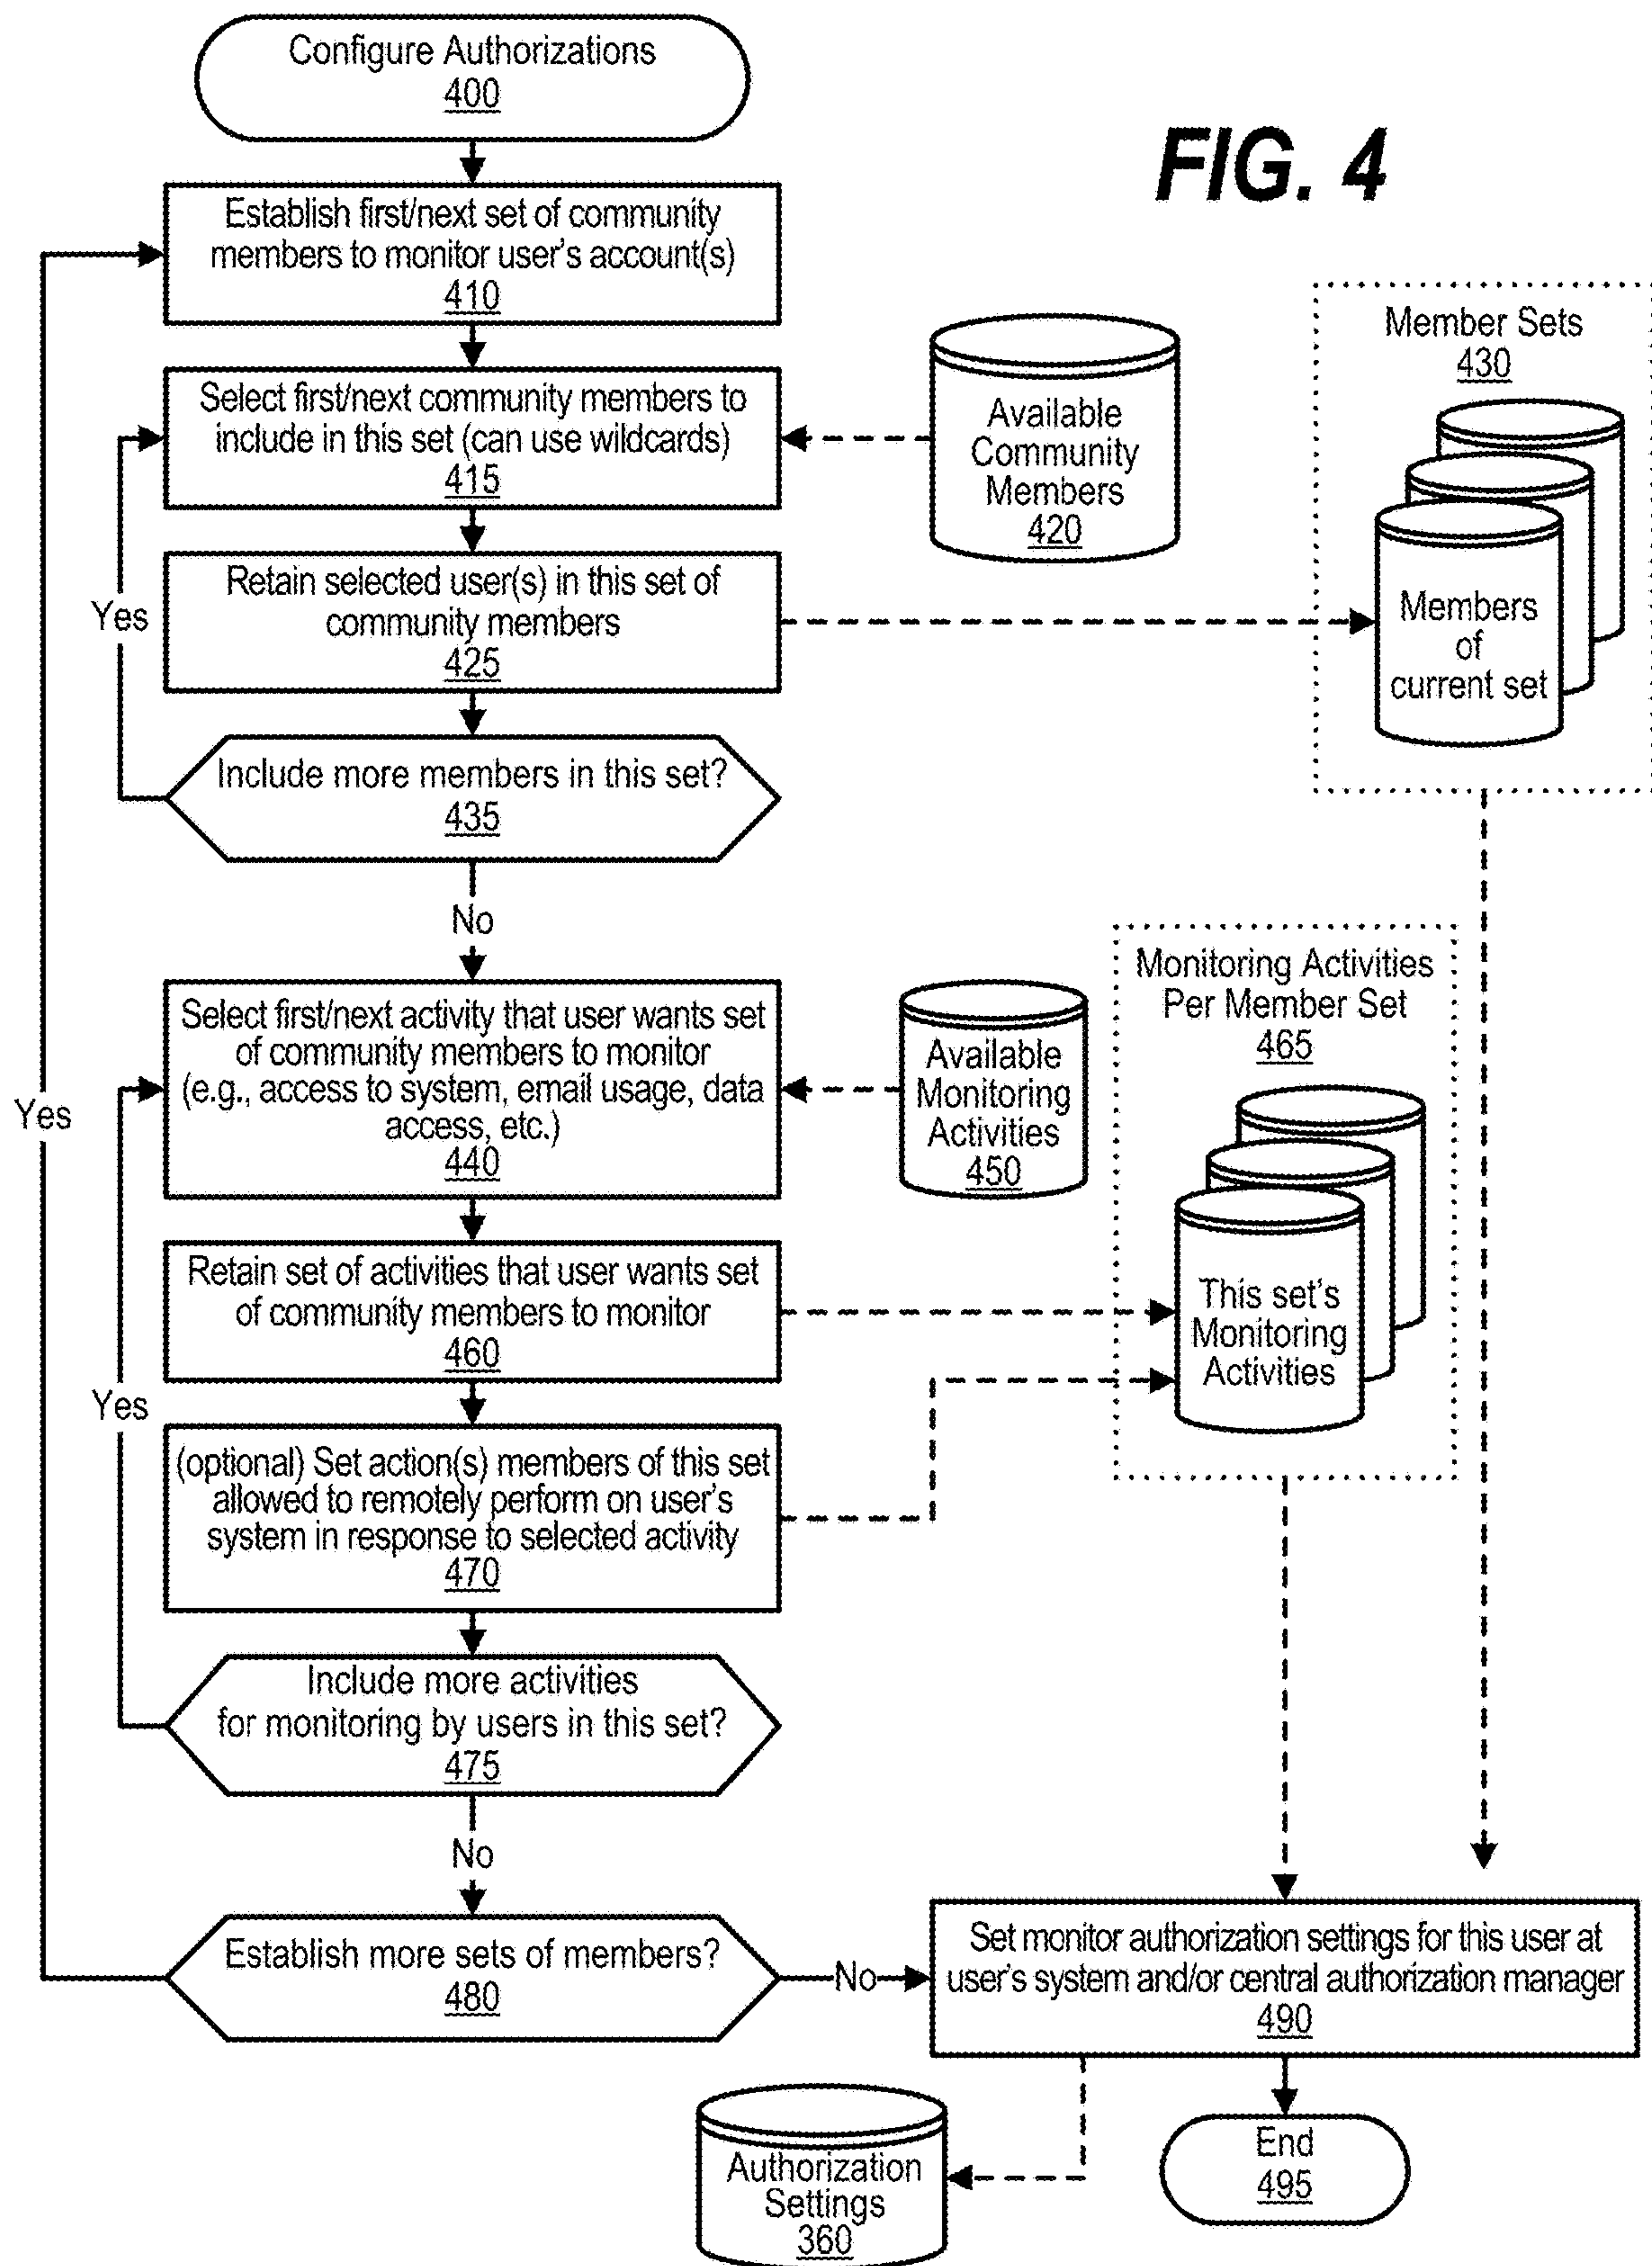 Configure Authorizations
400
FIG. 4
Establish first/next set of community
members to monitor user's account(s)
410
Select first/next community members to
include in this set (can use wildcards)
415
Available
Community
Members
420
Member Sets
430
Members
of
current set
Retain selected user(s) in this set of
community members
425
Yes
Include more members in this set?
435
No
Select first/next activity that user wants set
of community members to monitor
(e.g., access to system, email usage, data
access, etc.)
440
Available
Monitoring
Activities
450
Monitoring Activities
Per Member Set
465
This set's
Monitoring
Activities
Yes
Retain set of activities that user wants set
of community members to monitor
460
Yes
(optional) Set action(s) members of this set
allowed to remotely perform on user's
system in response to selected activity
470
Include more activities
for monitoring by users in this set?
475
No
Establish more sets of members?
480
No
Set monitor authorization settings for this user at
user's system and/or central authorization manager
490
Authorization
Settings
360
End
495